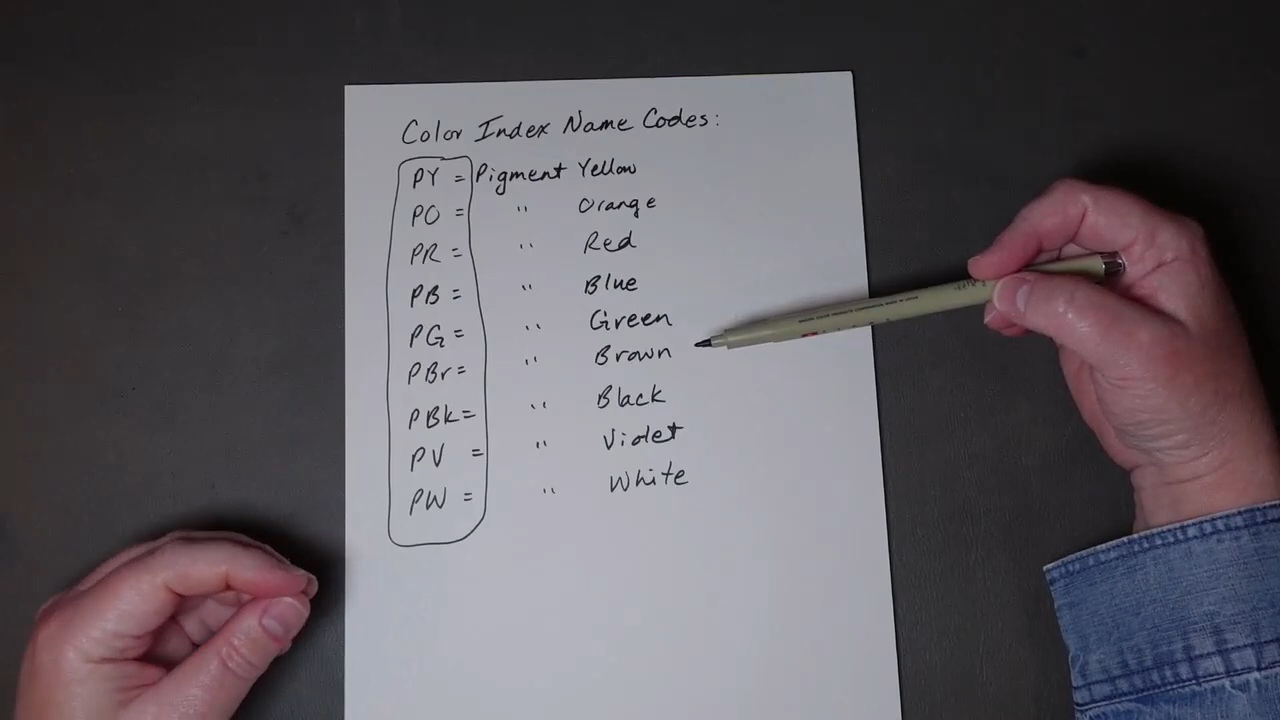 Color Index Name Codes:
PY = Pigment Yellow
PO = " Orange
PR = " Red
PB = " Blue
PG = " Green
PBr = " Brown
PBk = " Black
PV = " Violet
PW = " White